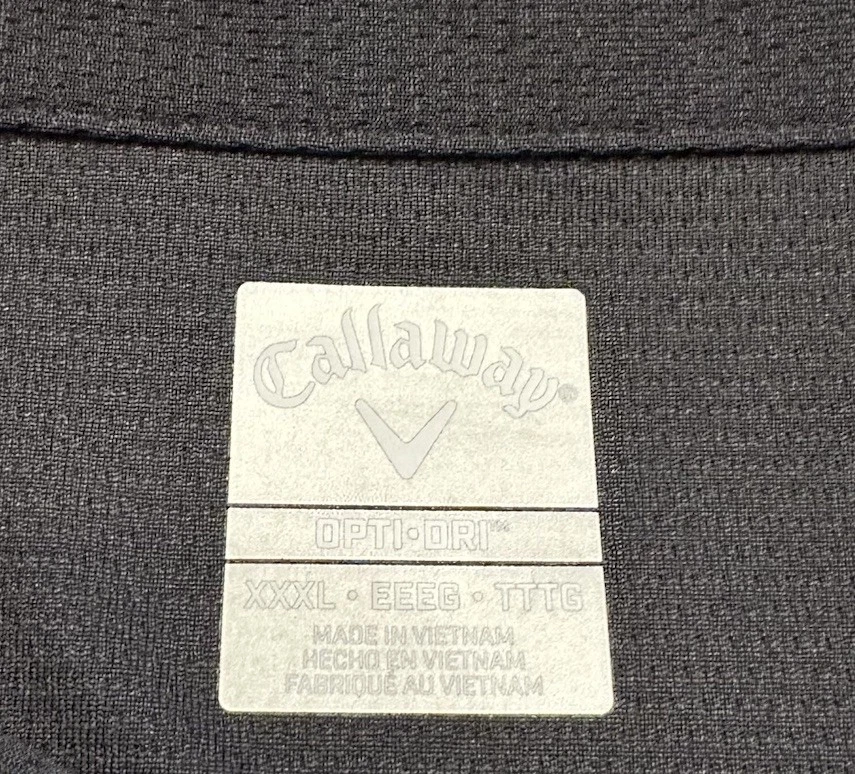 Callaway®
OPTI•DRI™
XXXL • EEEG • TTTG
MADE IN VIETNAM
HECHO EN VIETNAM
FABRIQUÉ AU VIETNAM